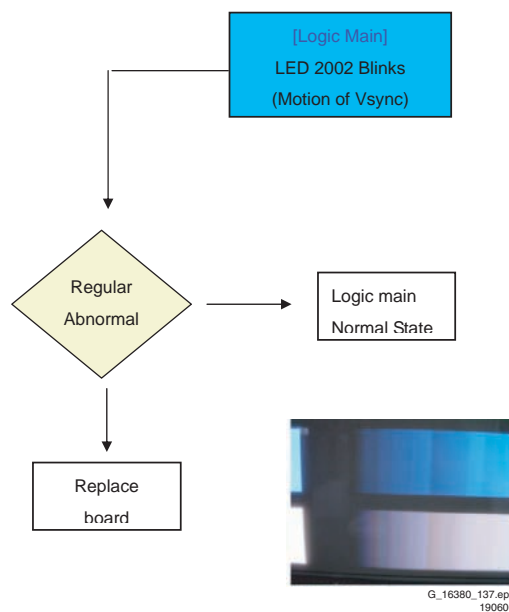 [Logic Main]
LED 2002 Blinks
(Motion of Vsync)
Regular
Abnormal
Logic main
Normal State
Replace
board
G_16380_137.ep
19060